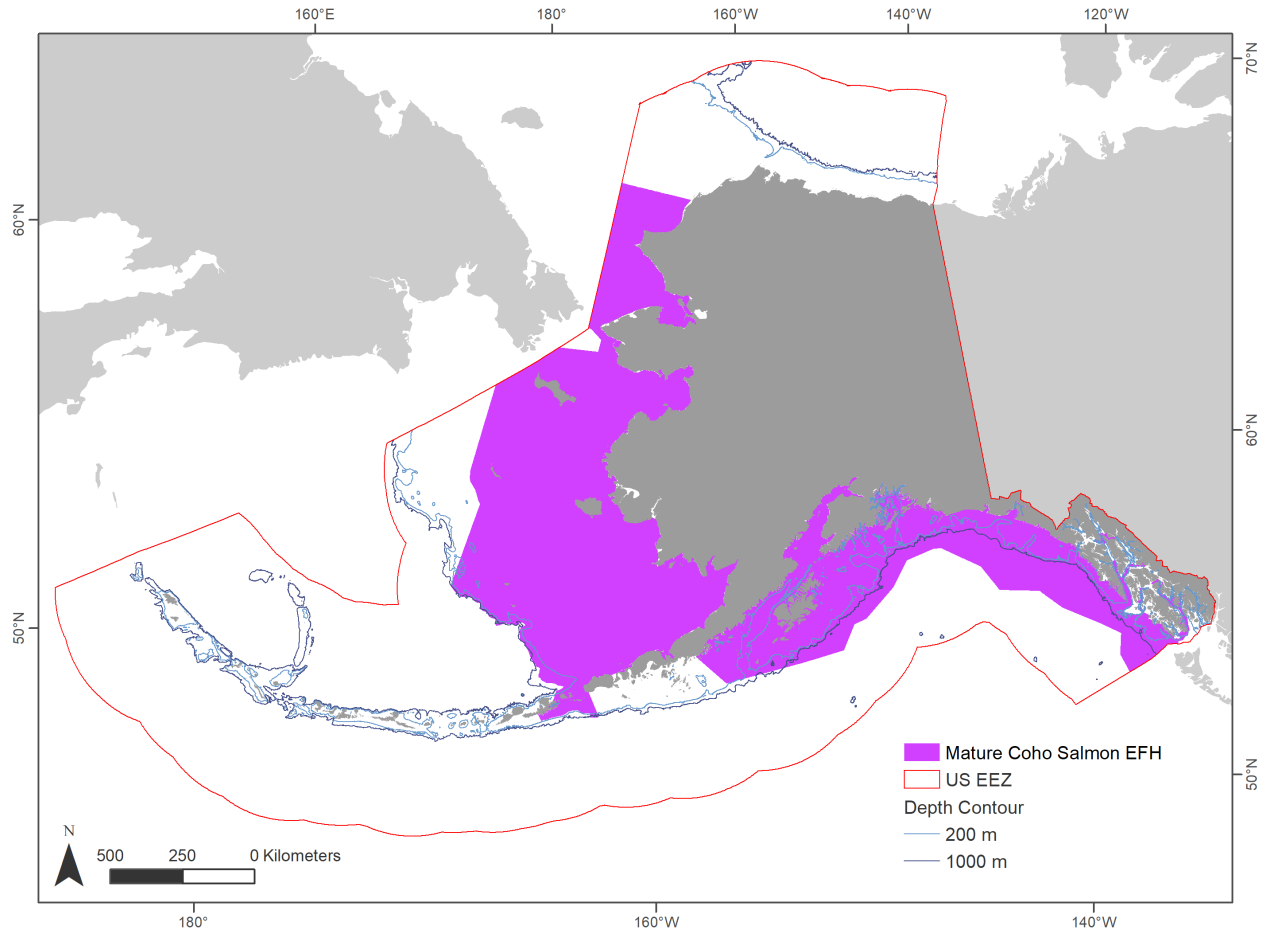 160°E 180° 160°W 140°W 120°W
70°N
60°N
60°N
50°N
50°N
Mature Coho Salmon EFH
US EEZ
Depth Contour
200 m
1000 m
N
500 250 0 Kilometers
180° 160°W 140°W